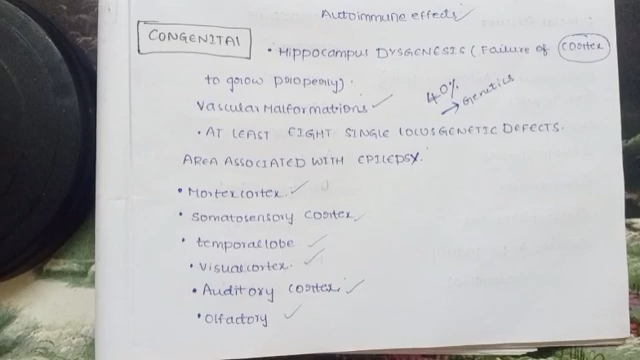 Autoimmune effects ✓
CONGENITAL
• Hippocampus DYSGENESIS (Failure of cortex
to grow properly).
Vascular Malformations ✓
40%
→ Genetics
• AT LEAST EIGHT SINGLE LOCUS GENETIC DEFECTS.
AREA ASSOCIATED WITH EPILEPSY.
• Mortex cortex. ✓
• Somatosensory cortex ✓
• temporal lobe ✓
• Visual cortex. ✓
• Auditory cortex ✓
• Olfactory ✓